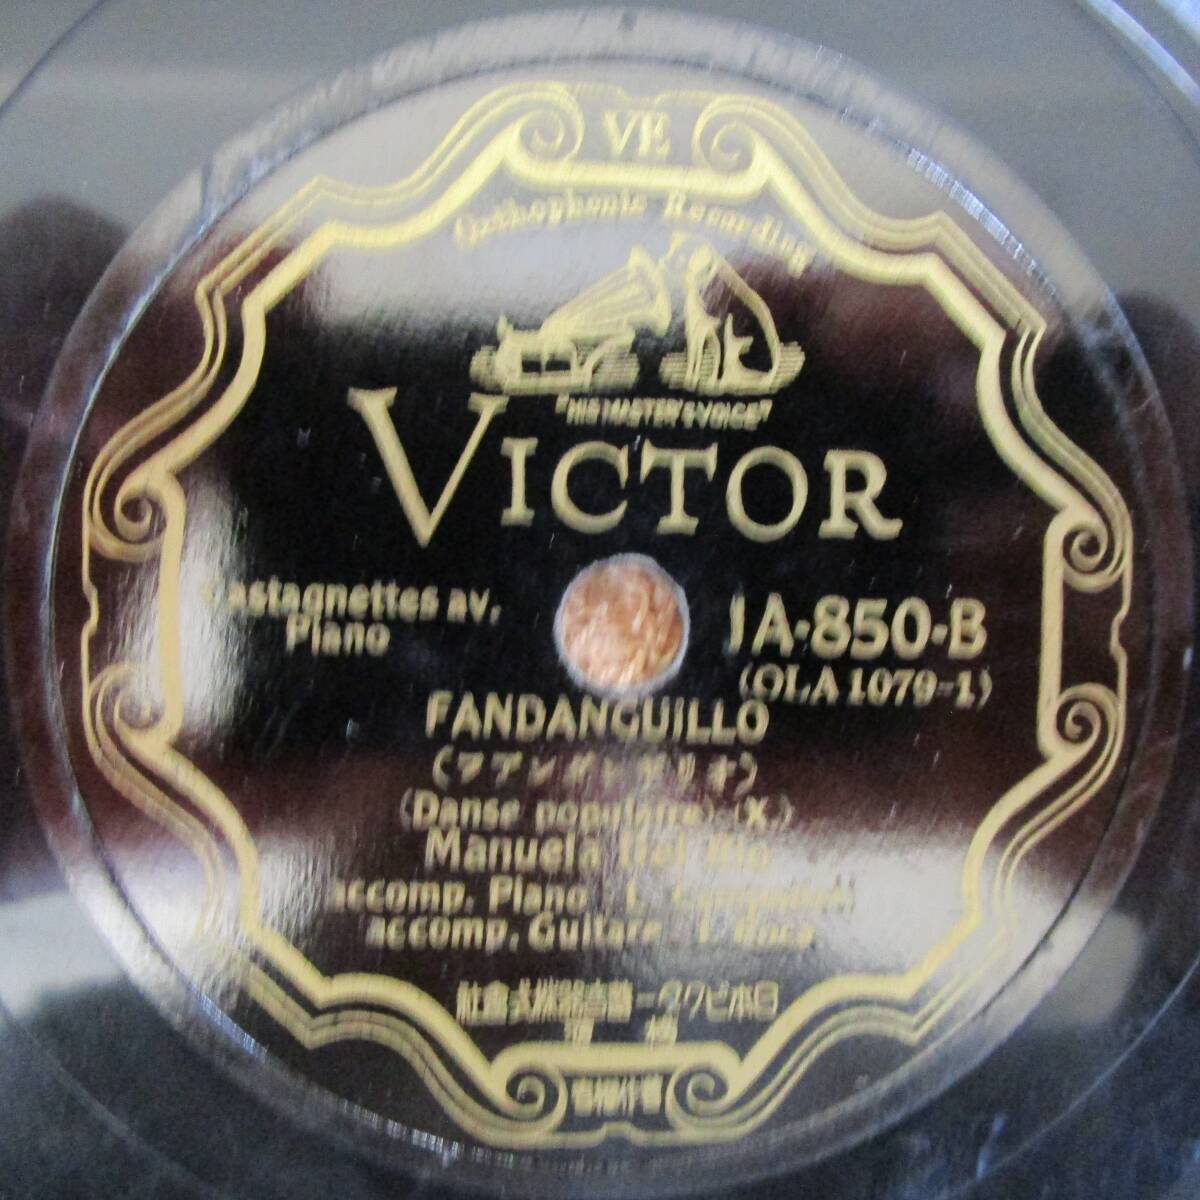 VE
Orthophonic Recording
"HIS MASTER'S VOICE"
VICTOR
Castagnettes av.
Piano
JA-850-B
(OLA 1079-1)
FANDANGUILLO
(フアンダンギリオ)
(Danse populaire) (X.)
Manuela Del Rio
accomp. Piano
accomp. Guitare
社會式株器音蓄ータクビ本日